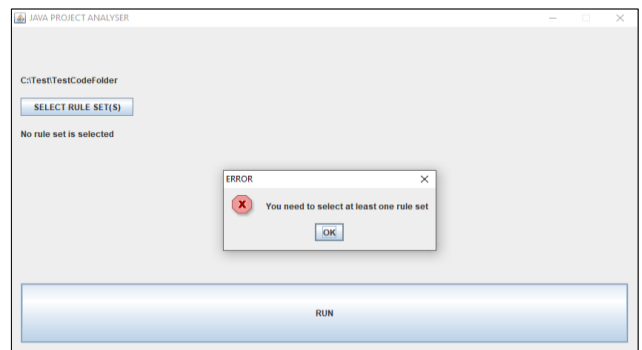 JAVA PROJECT ANALYSER
C:\Test\TestCodeFolder
SELECT RULE SET(S)
No rule set is selected
ERROR
You need to select at least one rule set
OK
RUN